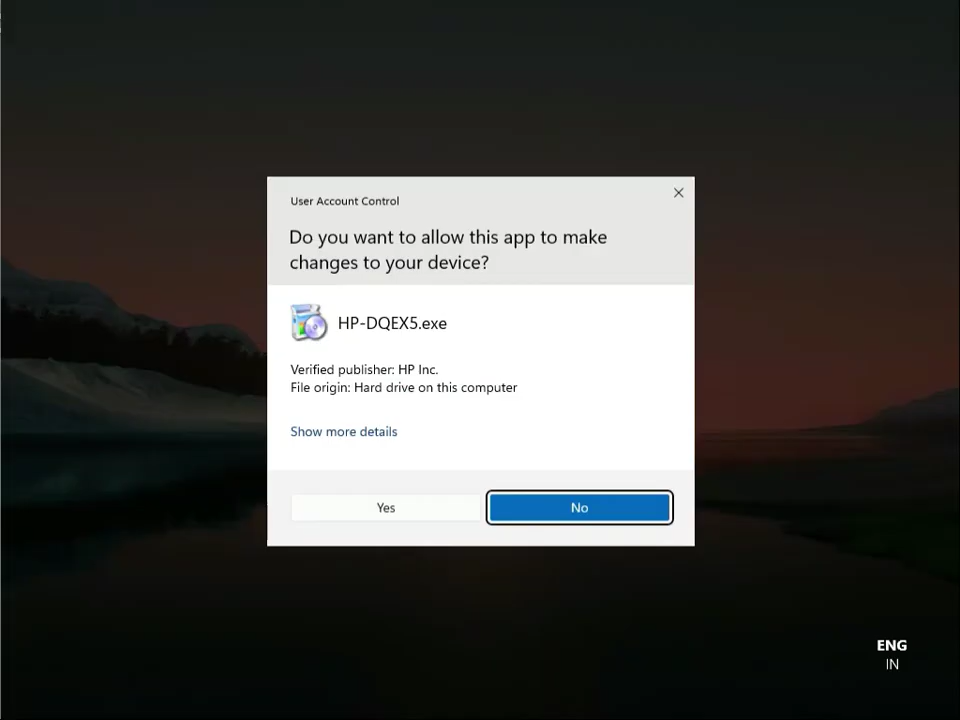 User Account Control
Do you want to allow this app to make
changes to your device?
HP-DQEX5.exe
Verified publisher: HP Inc.
File origin: Hard drive on this computer
Show more details
Yes
No
ENG
IN